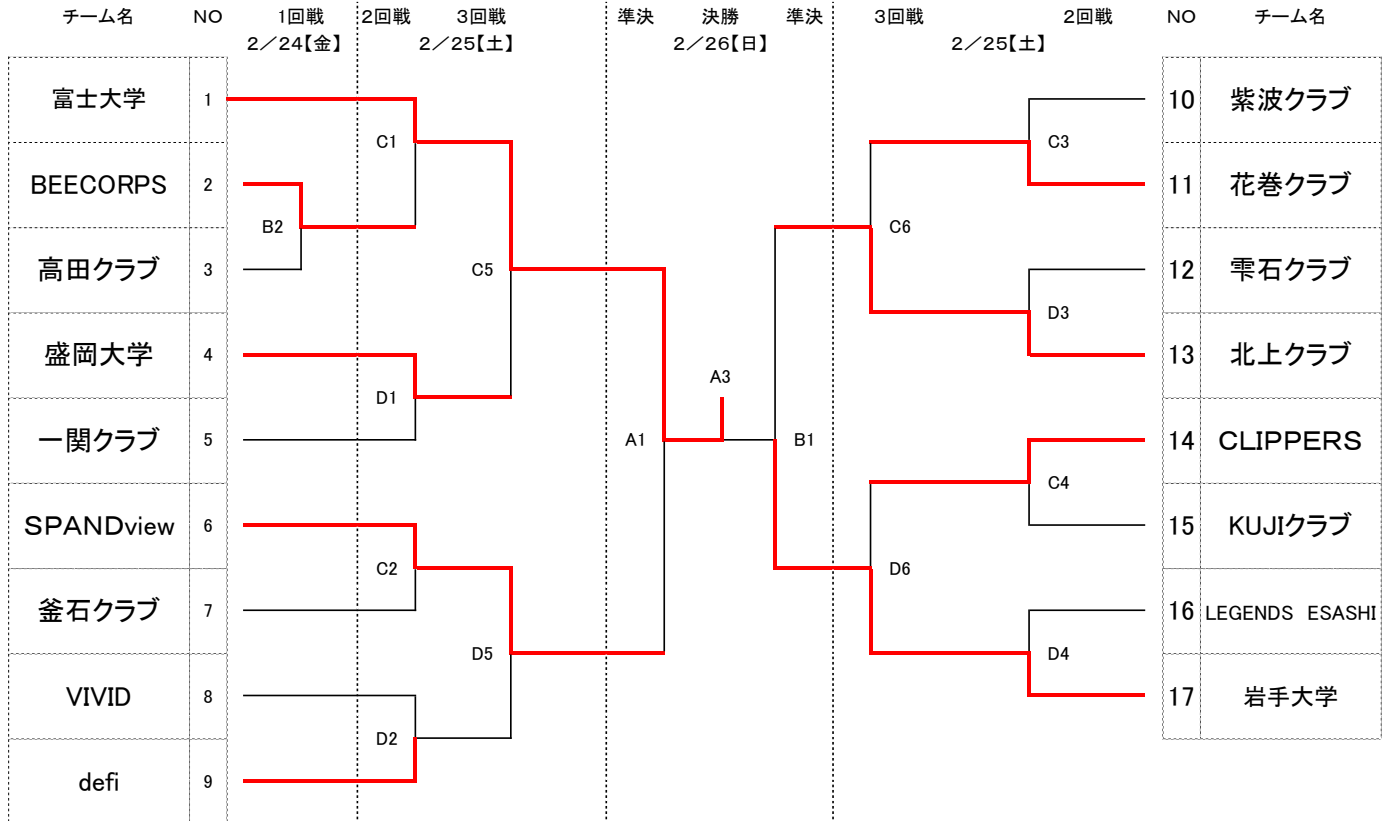 チーム名 NO 1回戦 2回戦 3回戦 準決 決勝 準決 3回戦 2回戦 NO チーム名
2／24【金】 2／25【土】 2／26【日】 2／25【土】
富士大学 1 10 紫波クラブ
C1 C3
BEECORPS 2 11 花巻クラブ
B2 C6
高田クラブ 3 C5 12 雫石クラブ
D3
盛岡大学 4 13 北上クラブ
A3
D1
一関クラブ 5 A1 B1 14 CLIPPERS
C4
SPANDview 6 15 KUJIクラブ
C2 D6
釜石クラブ 7 16 LEGENDS ESASHI
D5 D4
VIVID 8 17 岩手大学
D2
defi 9